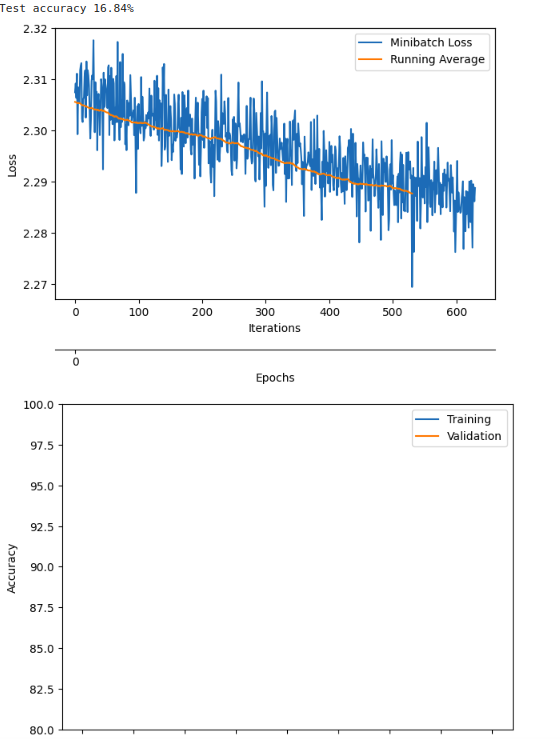 Test accuracy 16.84%
2.32
Minibatch Loss
Running Average
2.31
2.30
Loss
2.29
2.28
2.27
0 100 200 300 400 500 600
Iterations
0
Epochs
100.0
Training
Validation
97.5
95.0
92.5
Accuracy
90.0
87.5
85.0
82.5
80.0